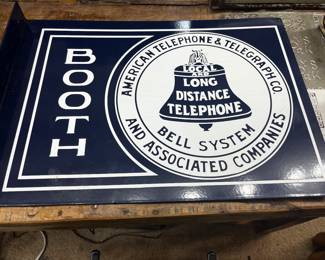 BOOTH
AMERICAN TELEPHONE & TELEGRAPH CO.
LOCAL
AND
LONG
DISTANCE
TELEPHONE
BELL SYSTEM
AND ASSOCIATED COMPANIES